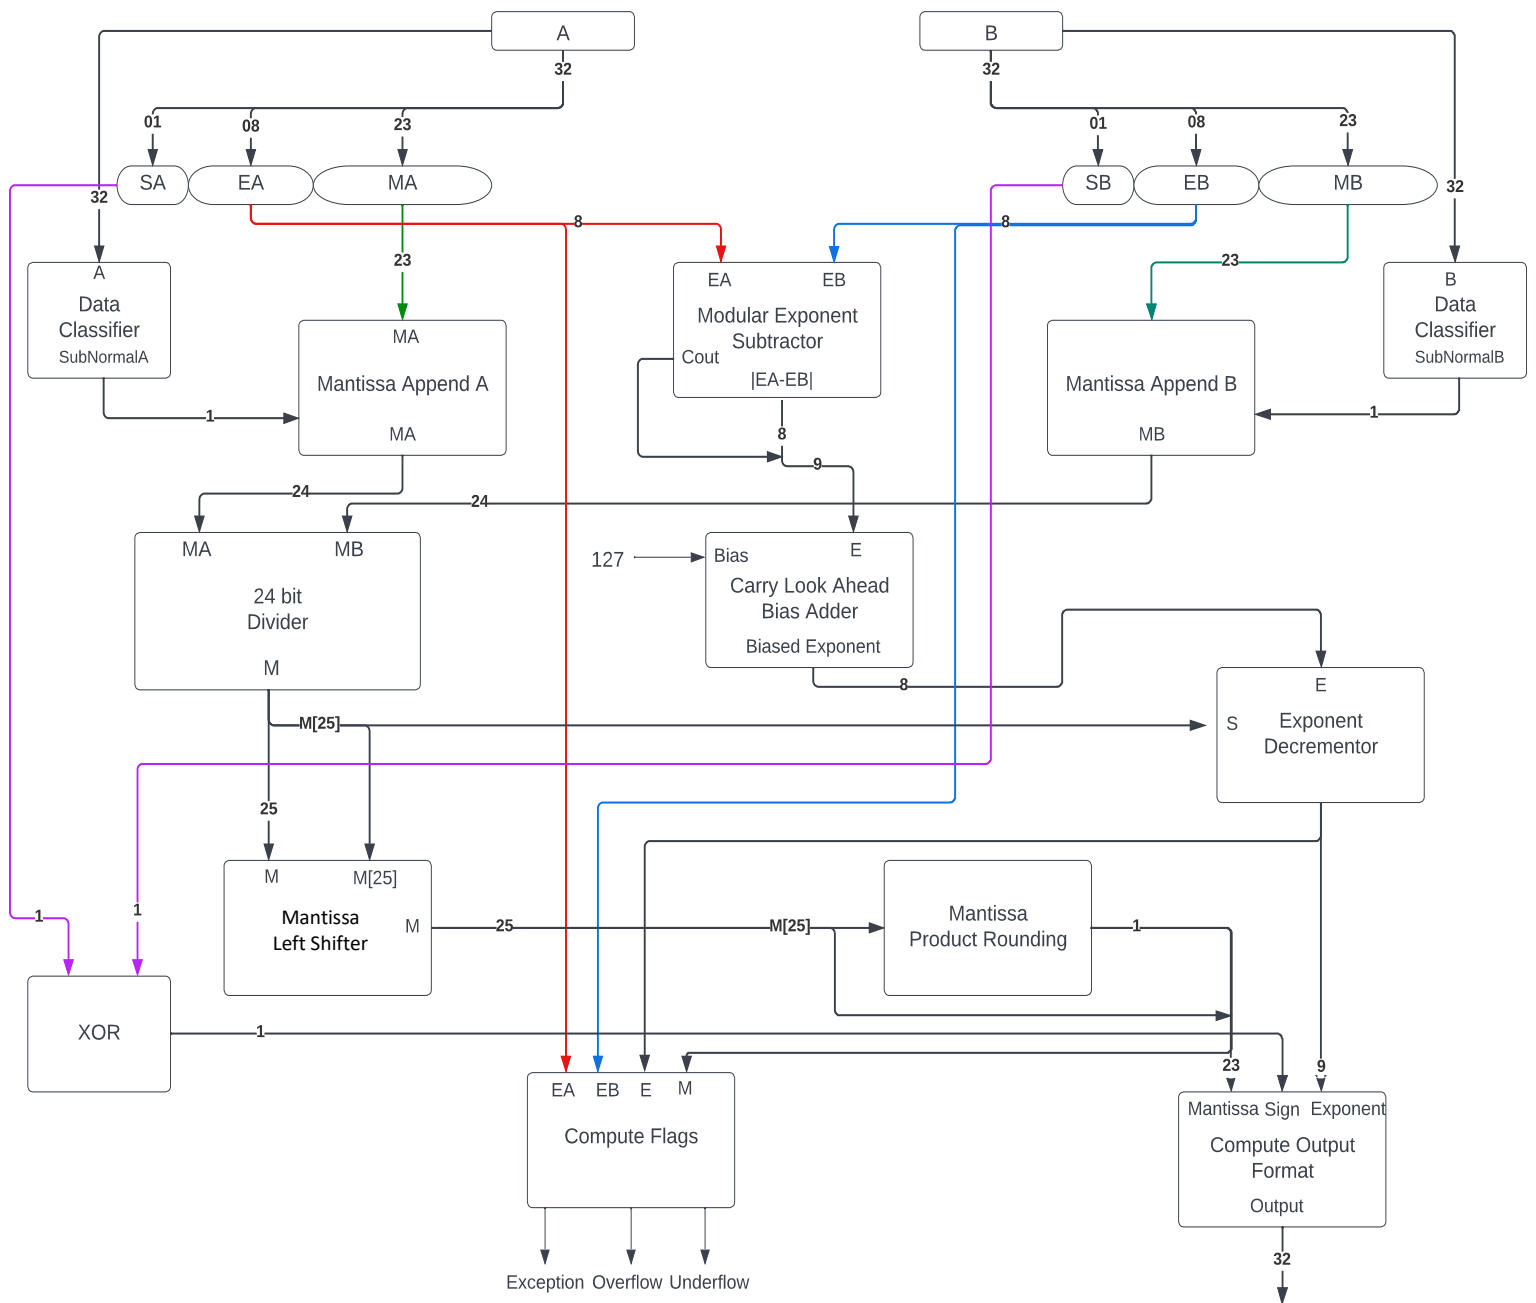 A
B
32
32
01
08
23
01
08
23
SA
EA
MA
SB
EB
MB
32
32
8
8
23
23
A
Data
Classifier
SubNormalA
EA
EB
Modular Exponent
Subtractor
Cout
|EA-EB|
B
Data
Classifier
SubNormalB
MA
Mantissa Append A
MA
Mantissa Append B
MB
1
1
8
9
24
24
MA
MB
24 bit
Divider
M
127
Bias
E
Carry Look Ahead
Bias Adder
Biased Exponent
8
E
S
Exponent
Decrementor
M[25]
25
M
M[25]
Mantissa
Left Shifter
M
25
M[25]
Mantissa
Product Rounding
1
1
1
XOR
1
23
9
EA
EB
E
M
Compute Flags
Mantissa
Sign
Exponent
Compute Output
Format
Output
32
Exception
Overflow
Underflow